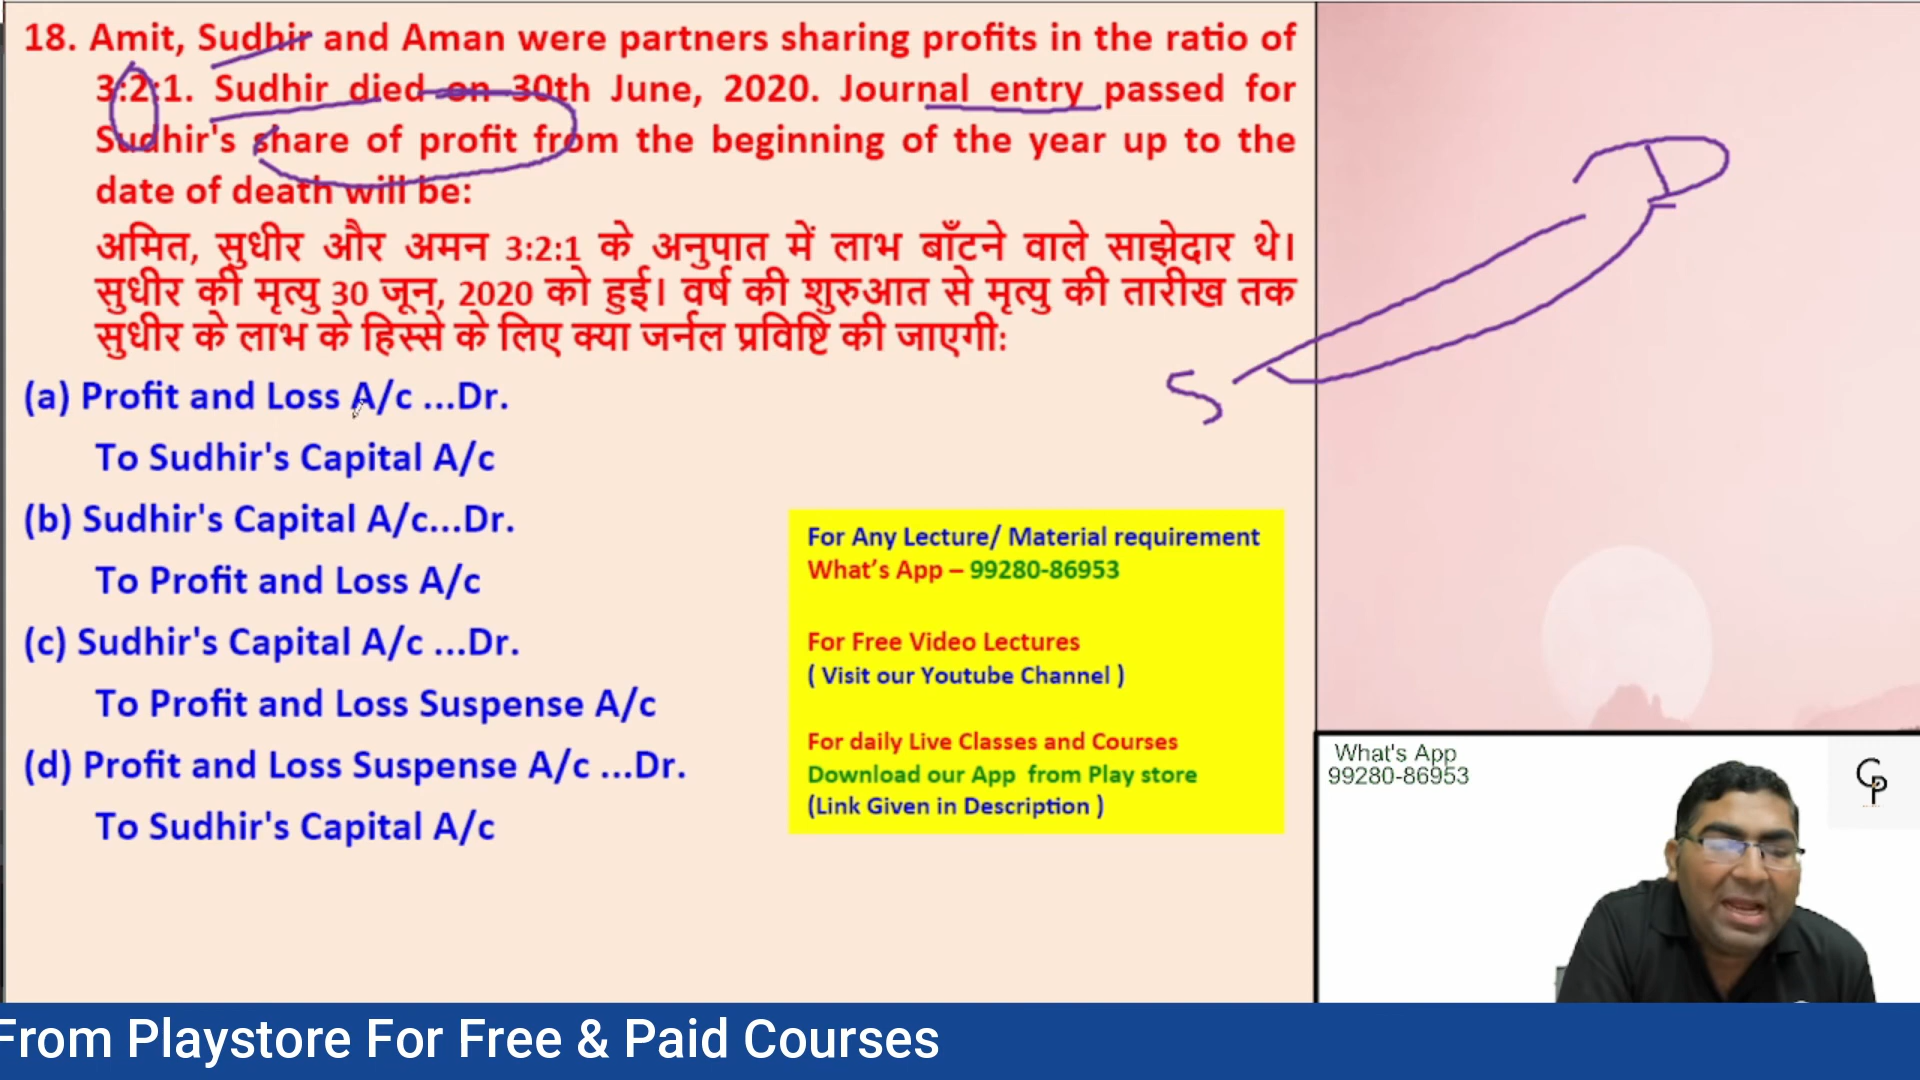 18. Amit, Sudhir and Aman were partners sharing profits in the ratio of
3:2:1. Sudhir died on 30th June, 2020. Journal entry passed for
Sudhir's share of profit from the beginning of the year up to the
date of death will be:
अमित, सुधीर और अमन 3:2:1 के अनुपात में लाभ बाँटने वाले साझेदार थे।
सुधीर की मृत्यु 30 जून, 2020 को हुई। वर्ष की शुरुआत से मृत्यु की तारीख तक
सुधीर के लाभ के हिस्से के लिए क्या जर्नल प्रविष्टि की जाएगी:
(a) Profit and Loss A/c ...Dr.
To Sudhir's Capital A/c
(b) Sudhir's Capital A/c...Dr.
To Profit and Loss A/c
(c) Sudhir's Capital A/c ...Dr.
To Profit and Loss Suspense A/c
(d) Profit and Loss Suspense A/c ...Dr.
To Sudhir's Capital A/c
For Any Lecture/ Material requirement
What’s App – 99280-86953
For Free Video Lectures
( Visit our Youtube Channel )
For daily Live Classes and Courses
Download our App from Play store
(Link Given in Description )
S
D
What's App
99280-86953
CP
From Playstore For Free & Paid Courses